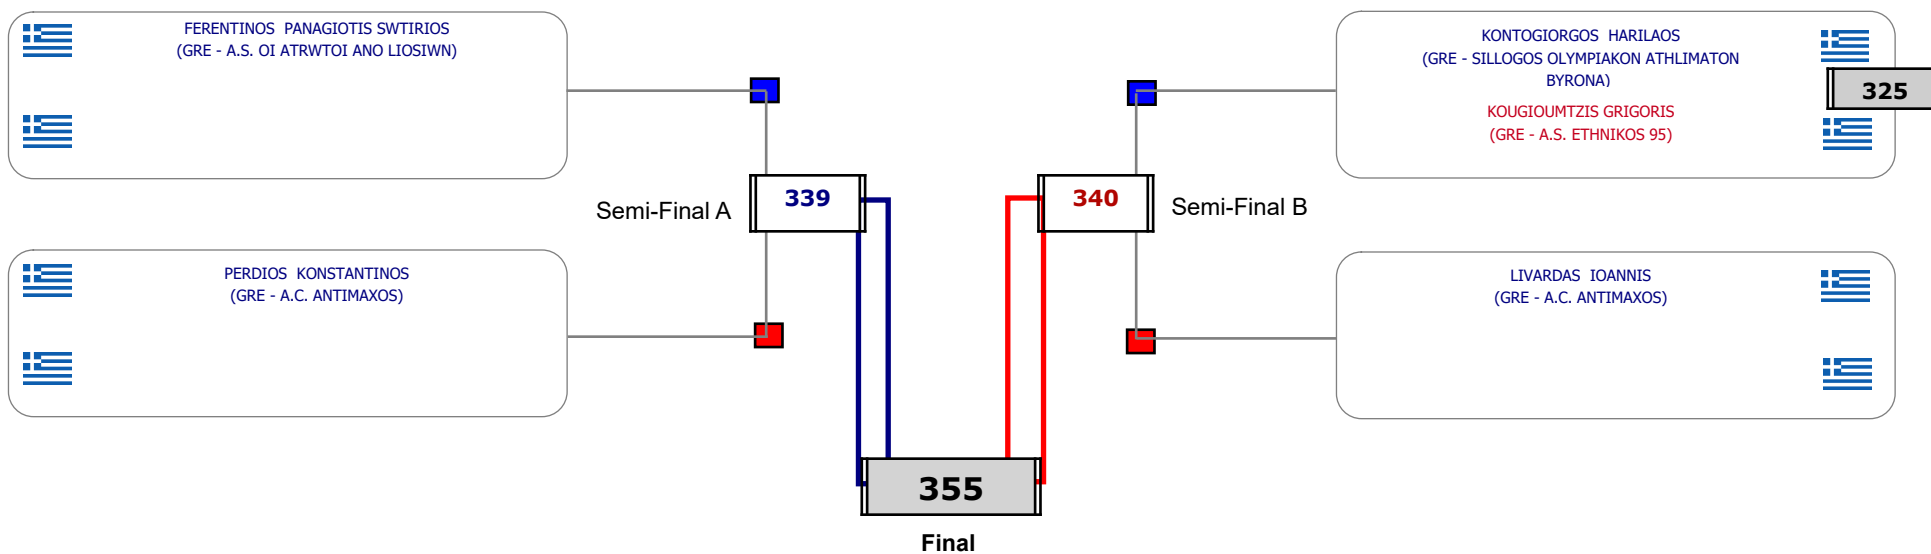 FERENTINOS PANAGIOTIS SWTIRIOS
(GRE - A.S. OI ATRWTOI ANO LIOSIWN)
KONTOGIORGOS HARILAOS
(GRE - SILLOGOS OLYMPIAKON ATHLIMATON
BYRONA)
325
KOUGIOUMTZIS GRIGORIS
(GRE - A.S. ETHNIKOS 95)
Semi-Final A
339
340
Semi-Final B
PERDIOS KONSTANTINOS
(GRE - A.C. ANTIMAXOS)
LIVARDAS IOANNIS
(GRE - A.C. ANTIMAXOS)
355
Final